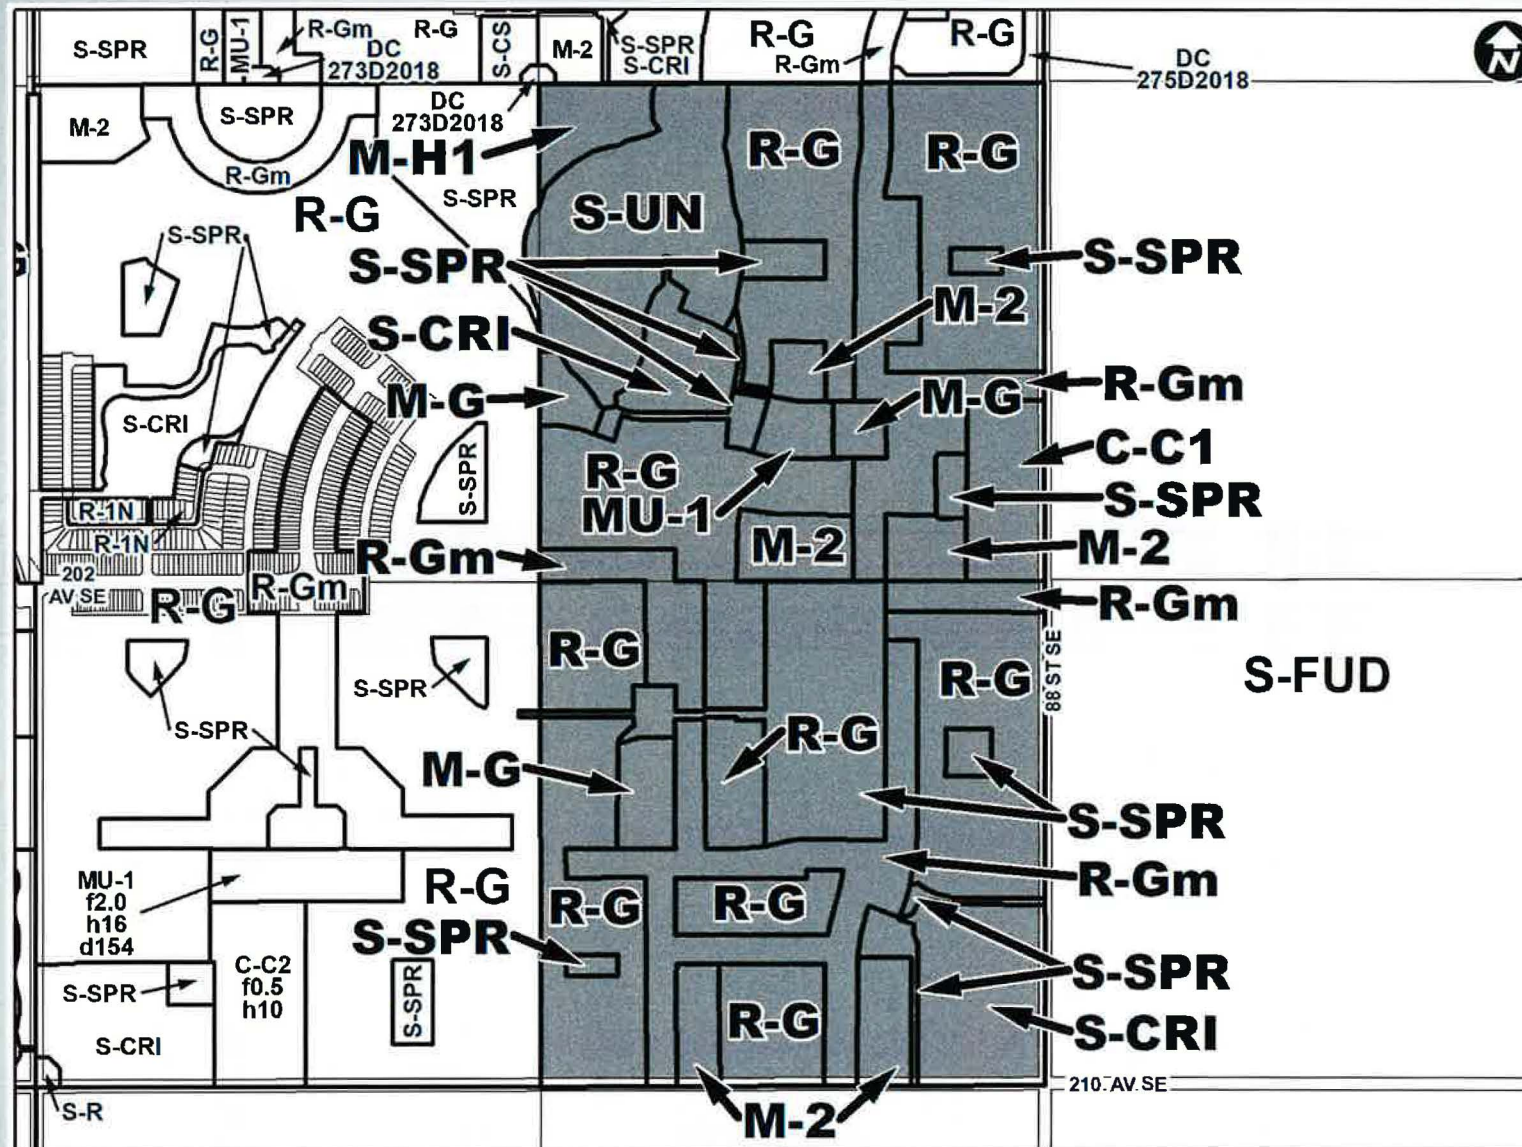 S-SPR
R-G
MU-1
R-Gm
R-G
DC
273D2018
S-CS
M-2
S-SPR
S-CRI
R-G
R-Gm
R-G
DC
275D2018
N
M-2
S-SPR
DC
273D2018
M-H1
R-G
R-G
R-Gm
S-SPR
R-G
S-UN
S-SPR
S-SPR
S-SPR
M-2
S-CRI
M-G
M-G
R-Gm
S-CRI
C-C1
S-SPR
R-G
MU-1
S-SPR
R-1N
R-1N
M-2
M-2
R-Gm
202
AV SE
R-G
R-Gm
R-Gm
88 ST SE
R-G
R-G
S-FUD
S-SPR
S-SPR
R-G
M-G
S-SPR
MU-1
f2.0
h16
d154
R-G
R-Gm
R-G
R-G
S-SPR
C-C2
f0.5
h10
S-SPR
S-SPR
S-SPR
S-CRI
R-G
S-CRI
210 AV SE
S-R
M-2